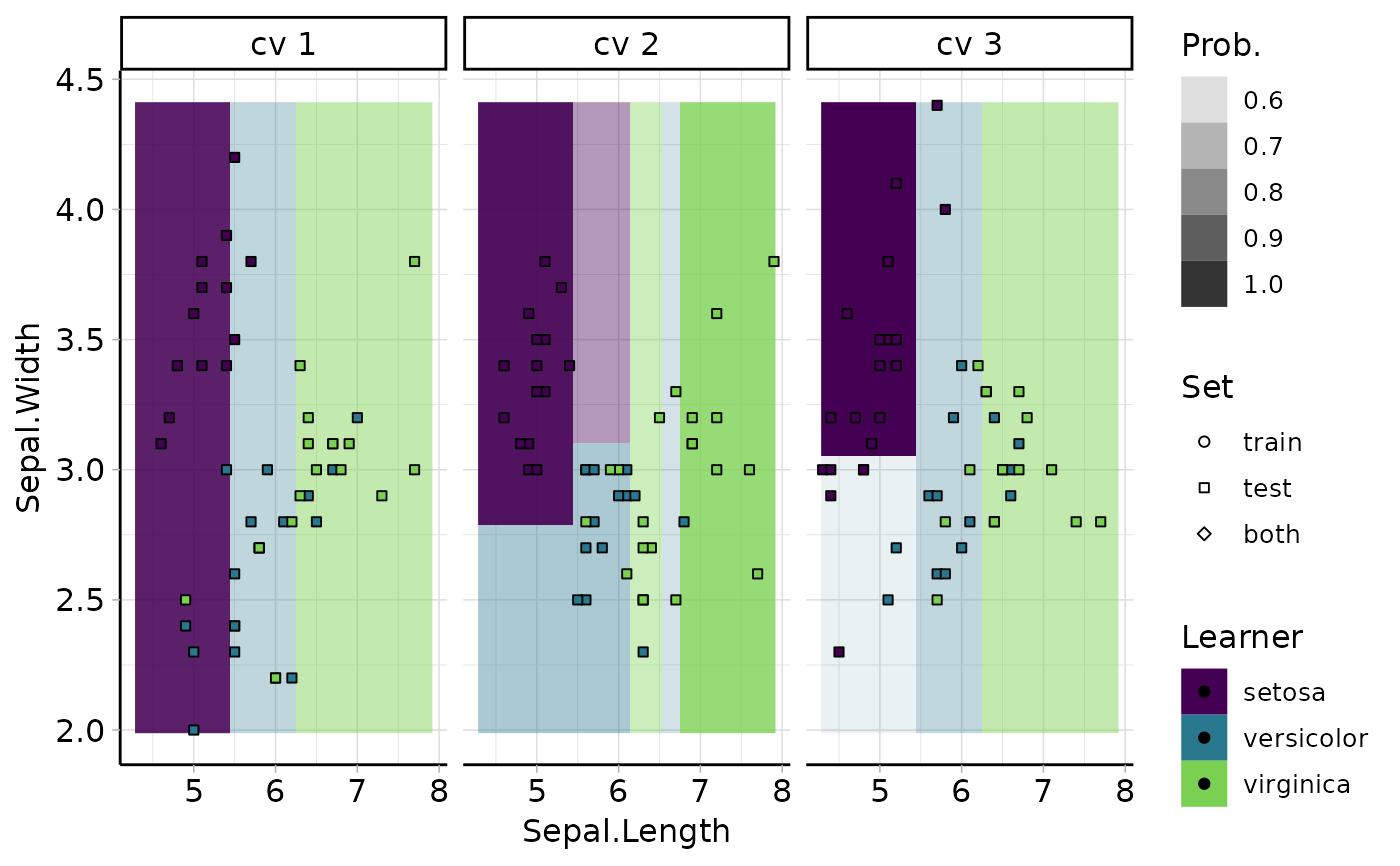 cv 1
cv 2
cv 3
4.5
4.0
3.5
3.0
2.5
2.0
Sepal.Width
5 6 7 8
5 6 7 8
5 6 7 8
Sepal.Length
Prob.
0.6
0.7
0.8
0.9
1.0
Set
train
test
both
Learner
setosa
versicolor
virginica